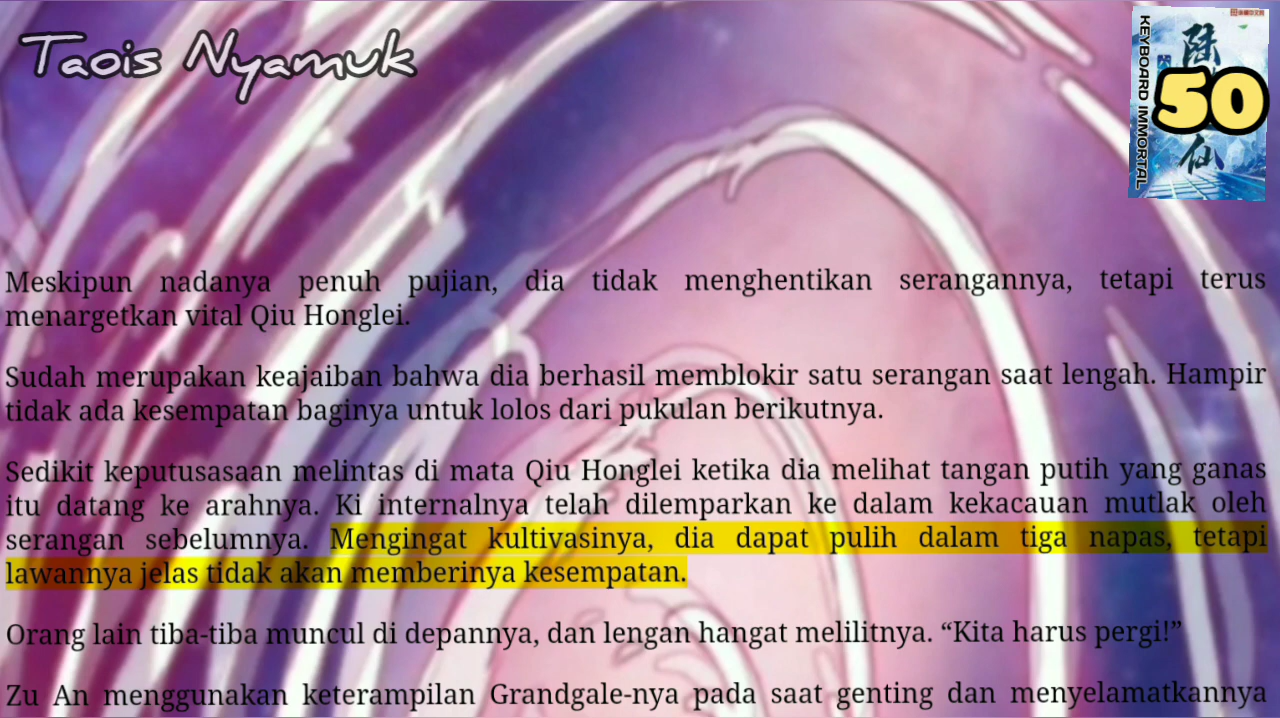 Taois Nyamuk
KEYBOARD IMMORTAL
50
仙
Meskipun nadanya penuh pujian, dia tidak menghentikan serangannya, tetapi terus
menargetkan vital Qiu Honglei.
Sudah merupakan keajaiban bahwa dia berhasil memblokir satu serangan saat lengah. Hampir
tidak ada kesempatan baginya untuk lolos dari pukulan berikutnya.
Sedikit keputusasaan melintas di mata Qiu Honglei ketika dia melihat tangan putih yang ganas
itu datang ke arahnya. Ki internalnya telah dilemparkan ke dalam kekacauan mutlak oleh
serangan sebelumnya. Mengingat kultivasinya, dia dapat pulih dalam tiga napas, tetapi
lawannya jelas tidak akan memberinya kesempatan.
Orang lain tiba-tiba muncul di depannya, dan lengan hangat melilitnya. “Kita harus pergi!”
Zu An menggunakan keterampilan Grandgale-nya pada saat genting dan menyelamatkannya